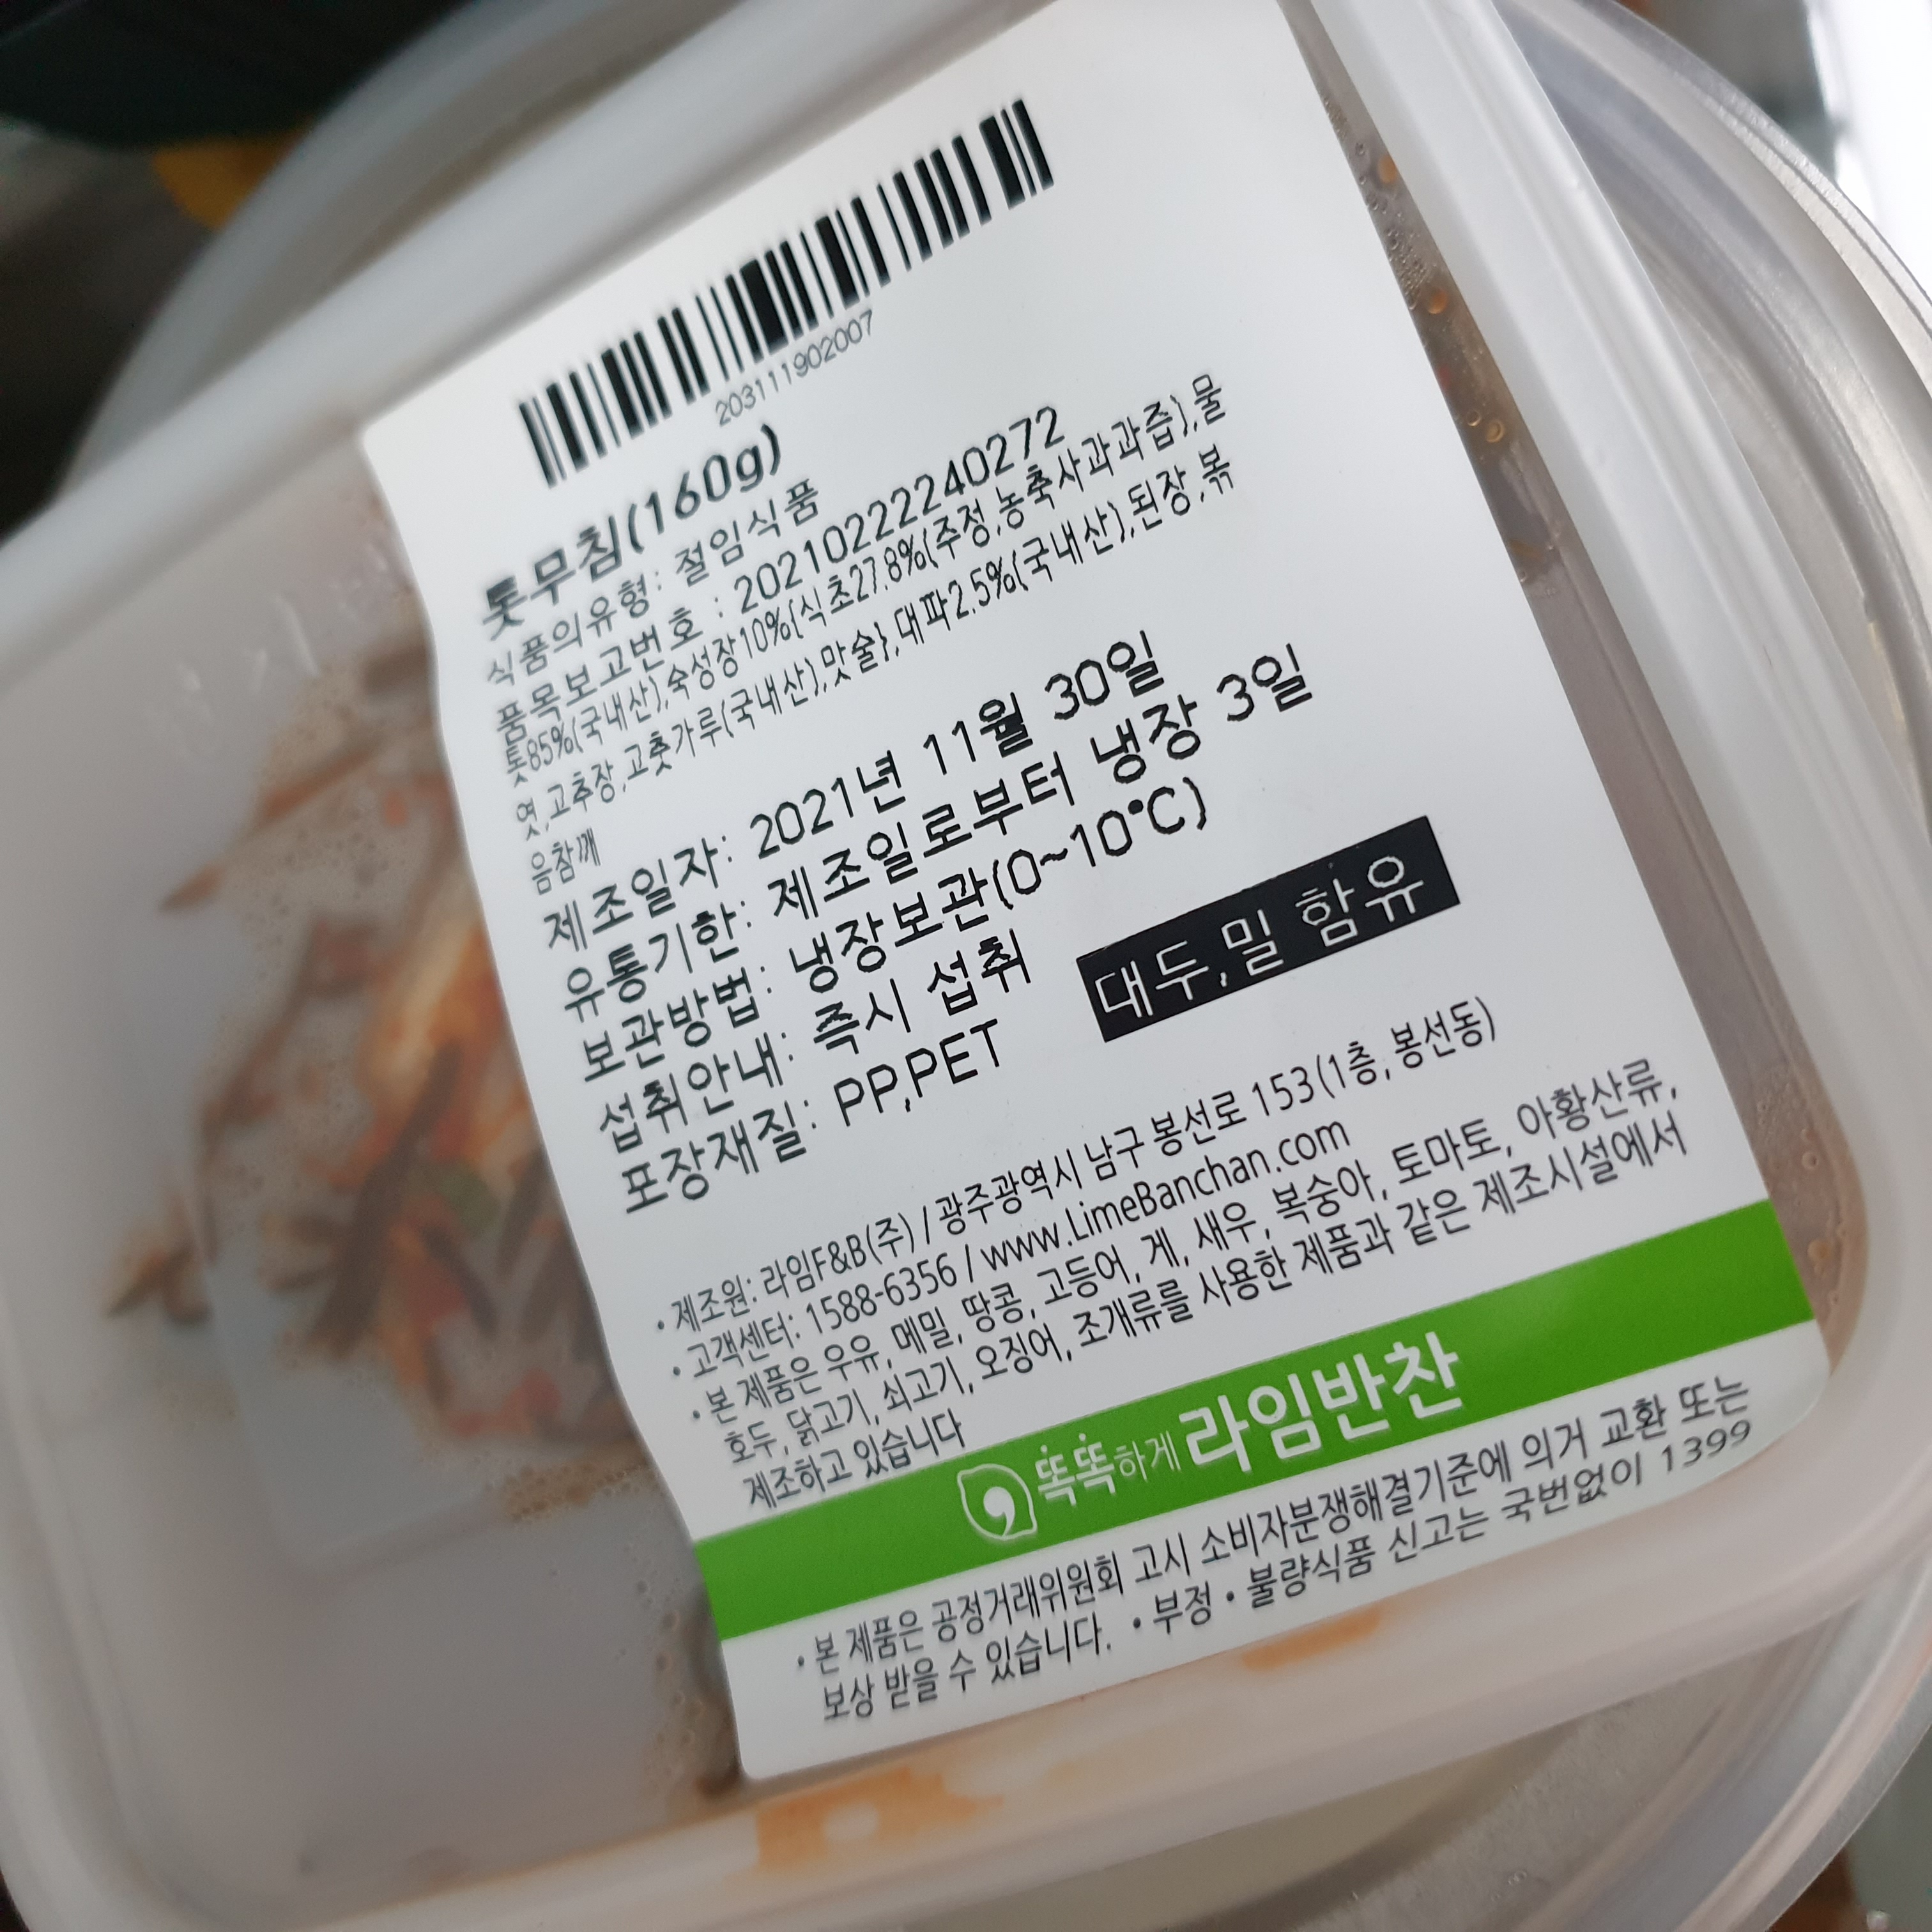 203111902007
톳무침(160g)
식품의유형: 절임식품
품목보고번호 : 20210222240272
톳85%(국내산),숙성장10%{식초27.8%(주정,농축사과과즙),물
엿,고추장,고춧가루(국내산),맛술},대파2.5%(국내산),된장,볶
음참깨
제조일자: 2021년 11월 30일
유통기한: 제조일로부터 냉장 3일
보관방법: 냉장보관(0~10℃)
섭취안내: 즉시 섭취
포장재질: PP,PET
대두,밀 함유
• 제조원: 라임F&B(주) / 광주광역시 남구 봉선로 153(1층, 봉선동)
• 고객센터: 1588-6356 / www.LimeBanchan.com
• 본 제품은 우유, 메밀, 땅콩, 고등어, 게, 새우, 복숭아, 토마토, 아황산류,
호두, 닭고기, 쇠고기, 오징어, 조개류를 사용한 제품과 같은 제조시설에서
제조하고 있습니다
똑똑하게 라임반찬
• 본 제품은 공정거래위원회 고시 소비자분쟁해결기준에 의거 교환 또는
보상 받을 수 있습니다. • 부정 • 불량식품 신고는 국번없이 1399